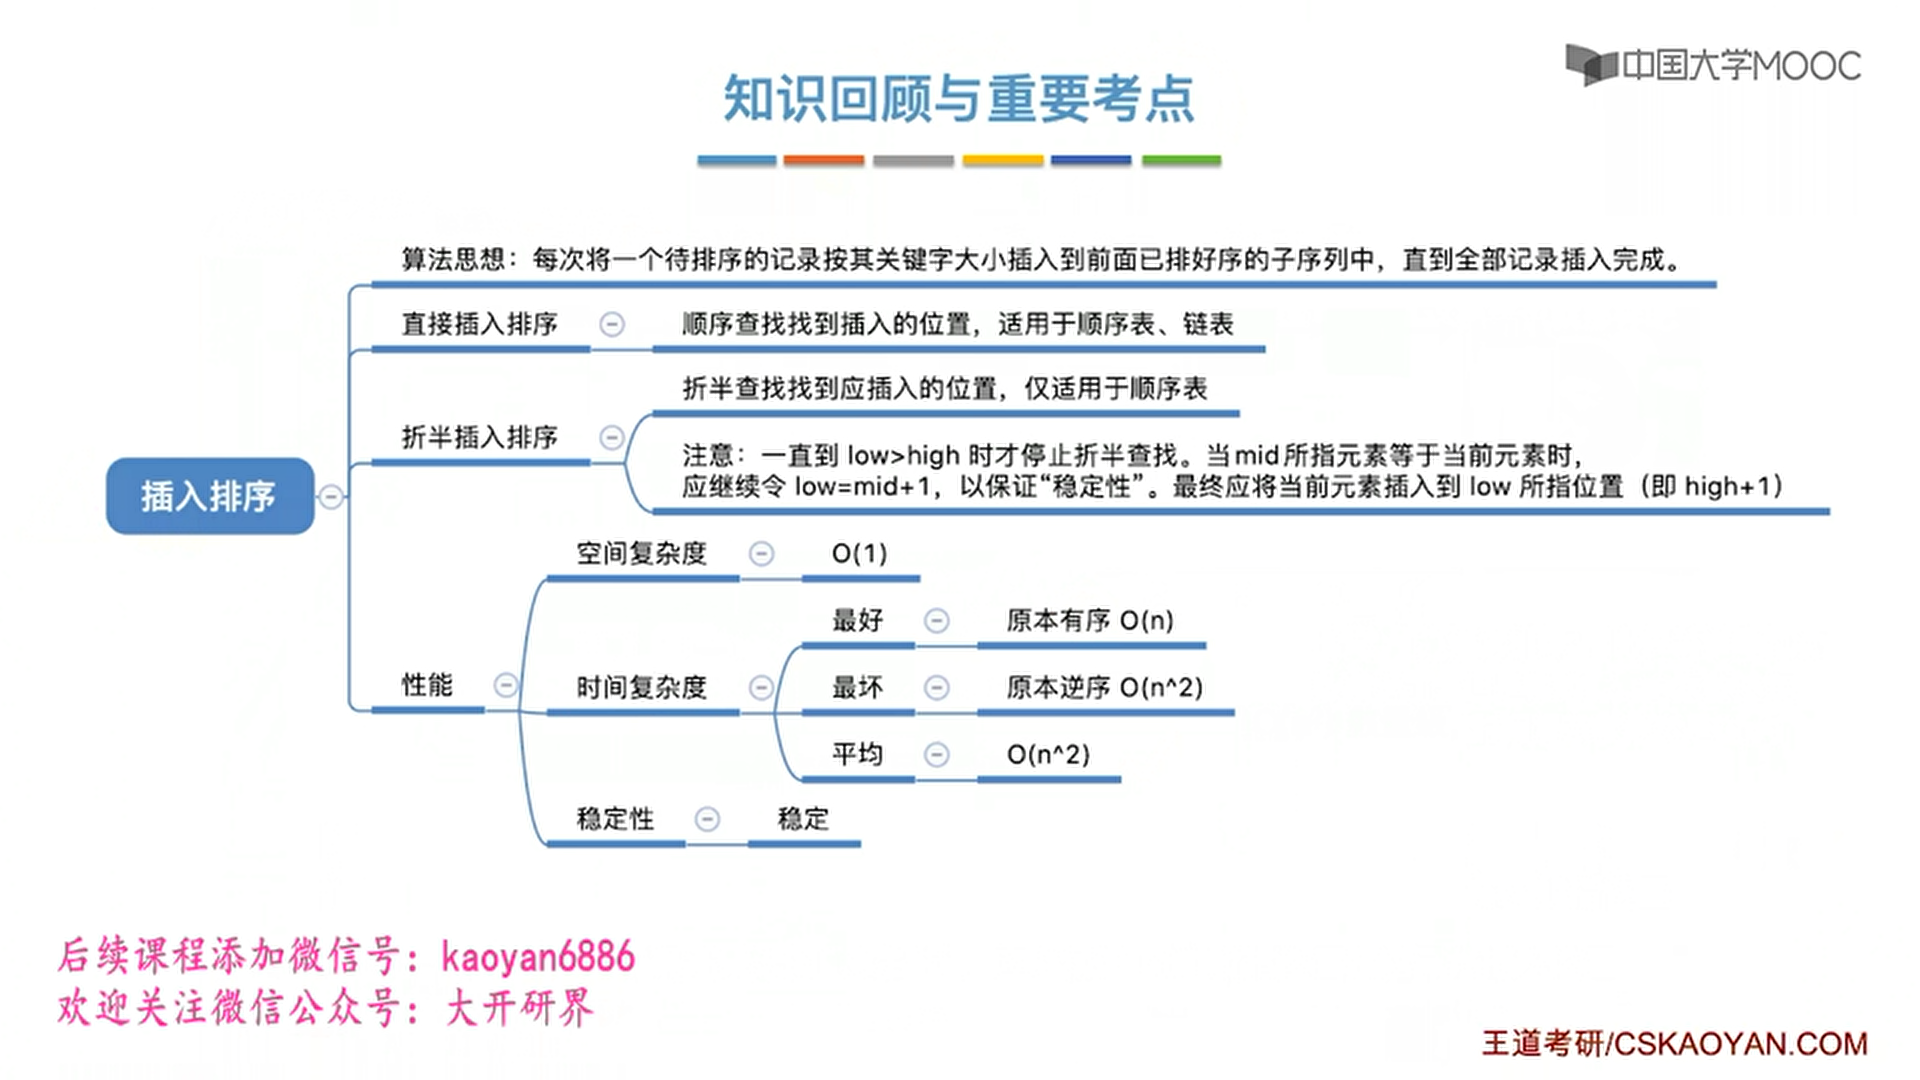 中国大学MOOC
知识回顾与重要考点
算法思想：每次将一个待排序的记录按其关键字大小插入到前面已排好序的子序列中，直到全部记录插入完成。
直接插入排序
顺序查找找到插入的位置，适用于顺序表、链表
折半查找找到应插入的位置，仅适用于顺序表
折半插入排序
注意：一直到 low>high 时才停止折半查找。当mid所指元素等于当前元素时，
应继续令 low=mid+1，以保证“稳定性”。最终应将当前元素插入到 low 所指位置（即 high+1）
插入排序
空间复杂度
O(1)
最好
原本有序 O(n)
性能
时间复杂度
最坏
原本逆序 O(n^2)
平均
O(n^2)
稳定性
稳定
后续课程添加微信号：kaoyan6886
欢迎关注微信公众号：大开研界
王道考研/CSKAOYAN.COM